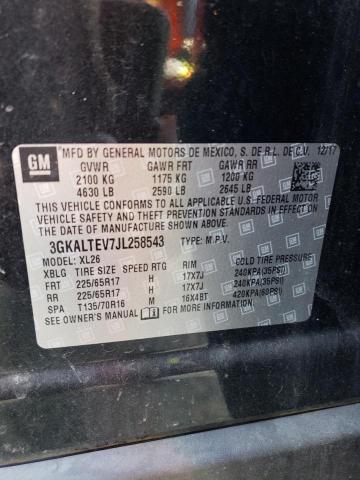 GM
MFD BY GENERAL MOTORS DE MEXICO, S. DE R.L. DE C.V. 12/17
GVWR GAWR FRT GAWR RR
2100 KG 1175 KG 1200 KG
4630 LB 2590 LB 2645 LB
THIS VEHICLE CONFORMS TO ALL APPLICABLE U.S. FEDERAL MOTOR
VEHICLE SAFETY, BUMPER, AND THEFT PREVENTION STANDARDS IN
EFFECT ON THE DATE OF MANUFACTURE SHOWN ABOVE.
3GKALTEV7JL258543 TYPE: M.P.V.
MODEL: XL26
XBLG TIRE SIZE SPEED RTG RIM COLD TIRE PRESSURE
FRT 225/65R17 H 17X7J 240KPA(35PSI)
RR 225/65R17 H 17X7J 240KPA(35PSI)
SPA T135/70R16 M 16X4BT 420KPA(60PSI)
SEE OWNER'S MANUAL FOR MORE INFORMATION.